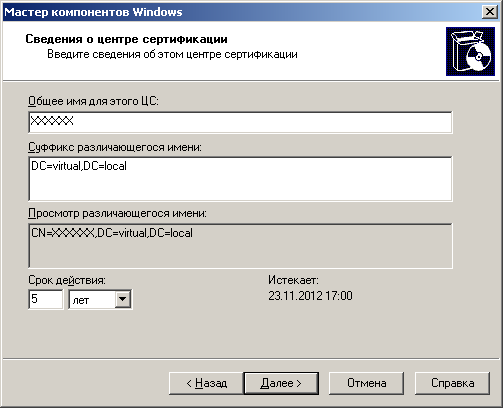 Мастер компонентов Windows
Сведения о центре сертификации
Введите сведения об этом центре сертификации
Общее имя для этого ЦС:
XXXXXX
Суффикс различающегося имени:
DC=virtual,DC=local
Просмотр различающегося имени:
CN=XXXXXX,DC=virtual,DC=local
Срок действия: Истекает:
5 лет 23.11.2012 17:00
< Назад Далее > Отмена Справка